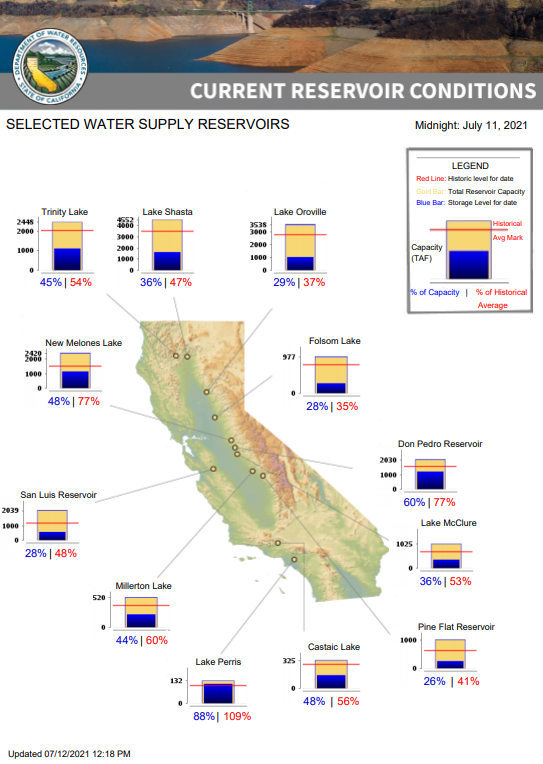 DEPARTMENT OF WATER RESOURCES
STATE OF CALIFORNIA
CURRENT RESERVOIR CONDITIONS
SELECTED WATER SUPPLY RESERVOIRS
Midnight: July 11, 2021
LEGEND
Red Line: Historic level for date
Gold Bar: Total Reservoir Capacity
Blue Bar: Storage Level for date
Historical
Avg Mark
Capacity
(TAF)
% of Capacity | % of Historical
Average
Trinity Lake
2448
2000
1000
0
45% | 54%
Lake Shasta
4552
4000
3000
2000
1000
0
36% | 47%
Lake Oroville
3538
3000
2000
1000
0
29% | 37%
New Melones Lake
2420
2000
1000
0
48% | 77%
Folsom Lake
977
0
28% | 35%
Don Pedro Reservoir
2030
1000
0
60% | 77%
San Luis Reservoir
2039
1000
0
28% | 48%
Lake McClure
1025
0
36% | 53%
Millerton Lake
520
0
44% | 60%
Pine Flat Reservoir
1000
0
26% | 41%
Castaic Lake
325
0
48% | 56%
Lake Perris
132
0
88% | 109%
Updated 07/12/2021 12:18 PM